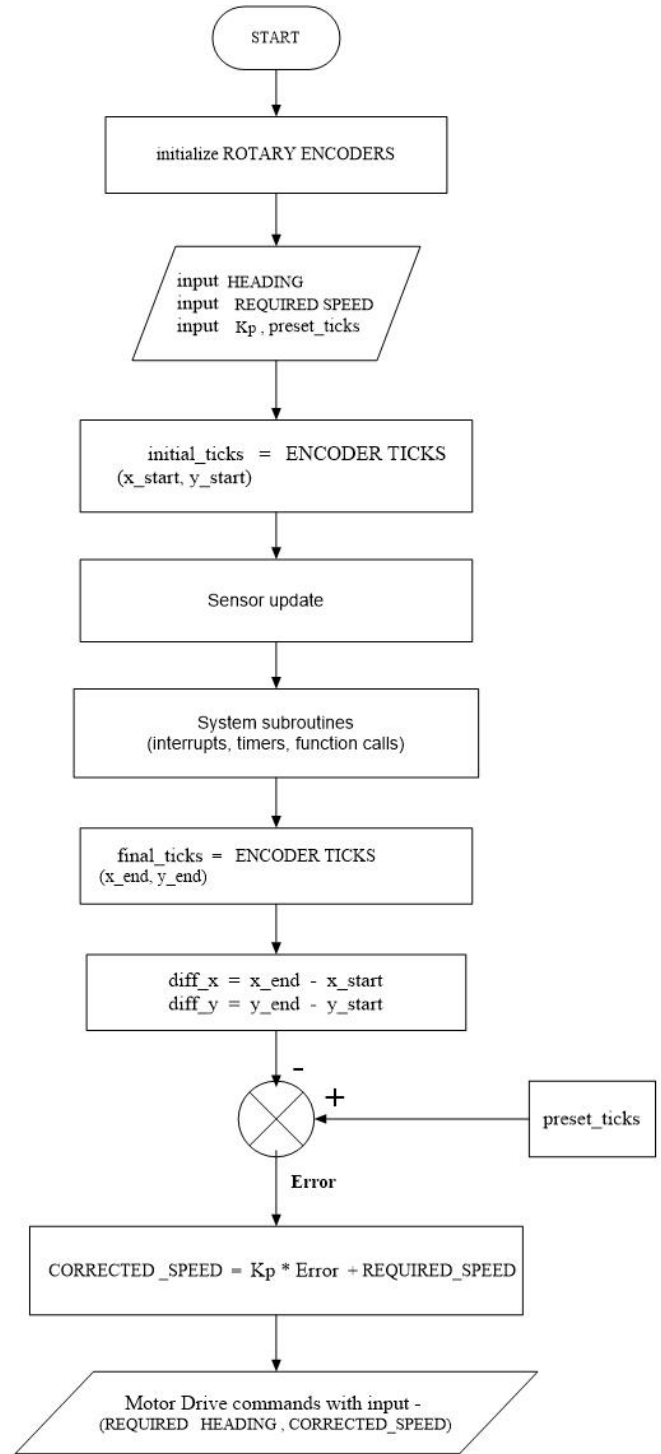 START
initialize ROTARY ENCODERS
input HEADING
input REQUIRED SPEED
input Kp , preset_ticks
initial_ticks = ENCODER TICKS
(x_start, y_start)
Sensor update
System subroutines
(interrupts, timers, function calls)
final_ticks = ENCODER TICKS
(x_end, y_end)
diff_x = x_end - x_start
diff_y = y_end - y_start
-
+
preset_ticks
Error
CORRECTED _SPEED = Kp * Error + REQUIRED_SPEED
Motor Drive commands with input -
(REQUIRED HEADING , CORRECTED_SPEED)